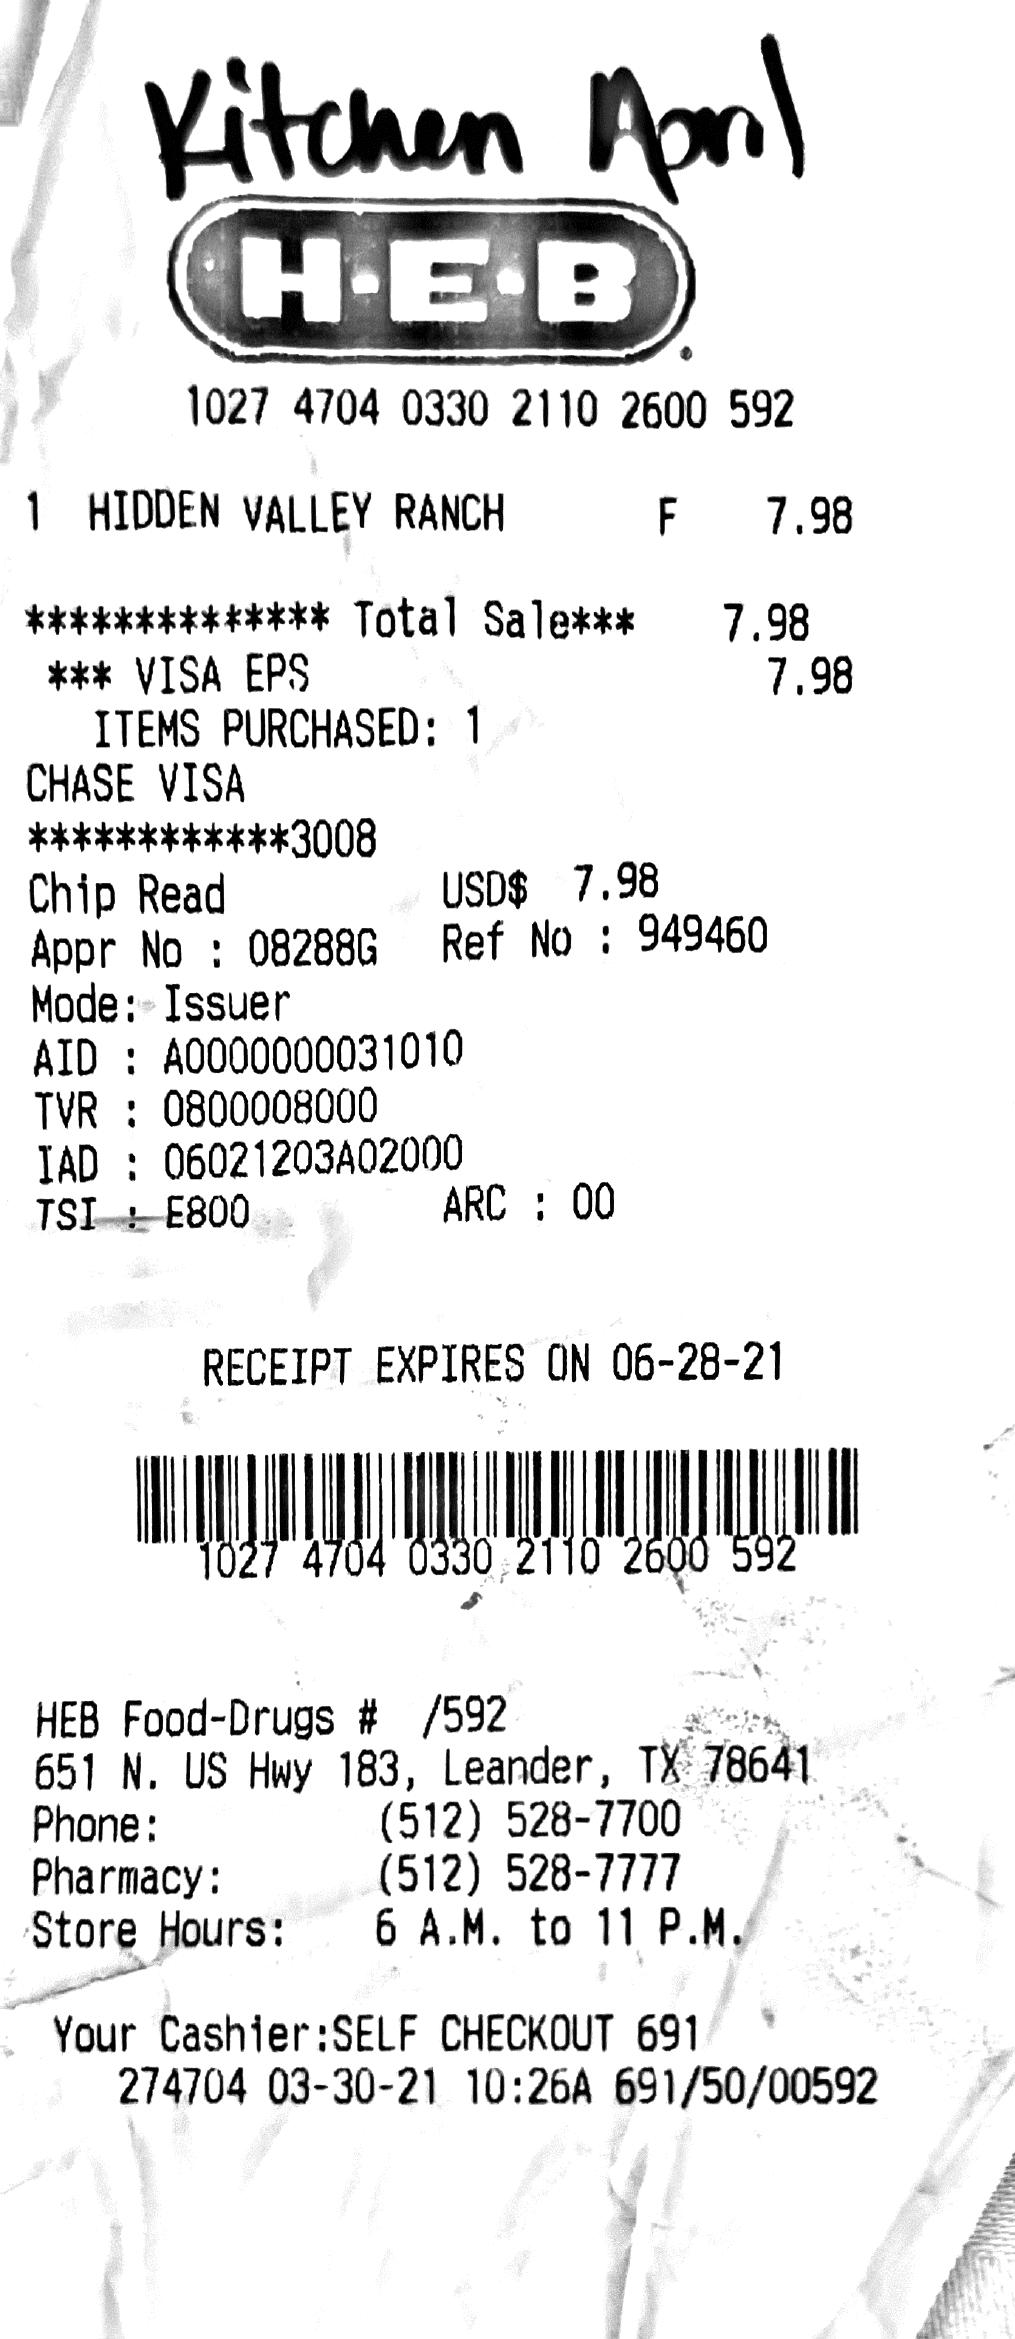 Kitchen April
H-E-B
1027 4704 0330 2110 2600 592
1 HIDDEN VALLEY RANCH F 7.98
************** Total Sale*** 7.98
*** VISA EPS 7.98
ITEMS PURCHASED: 1
CHASE VISA
************3008
Chip Read USD$ 7.98
Appr No : 08288G Ref No : 949460
Mode: Issuer
AID : A0000000031010
TVR : 0800008000
IAD : 06021203A02000
TSI : E800 ARC : 00
RECEIPT EXPIRES ON 06-28-21
1027 4704 0330 2110 2600 592
HEB Food-Drugs # /592
651 N. US Hwy 183, Leander, TX 78641
Phone: (512) 528-7700
Pharmacy: (512) 528-7777
Store Hours: 6 A.M. to 11 P.M.
Your Cashier:SELF CHECKOUT 691
274704 03-30-21 10:26A 691/50/00592